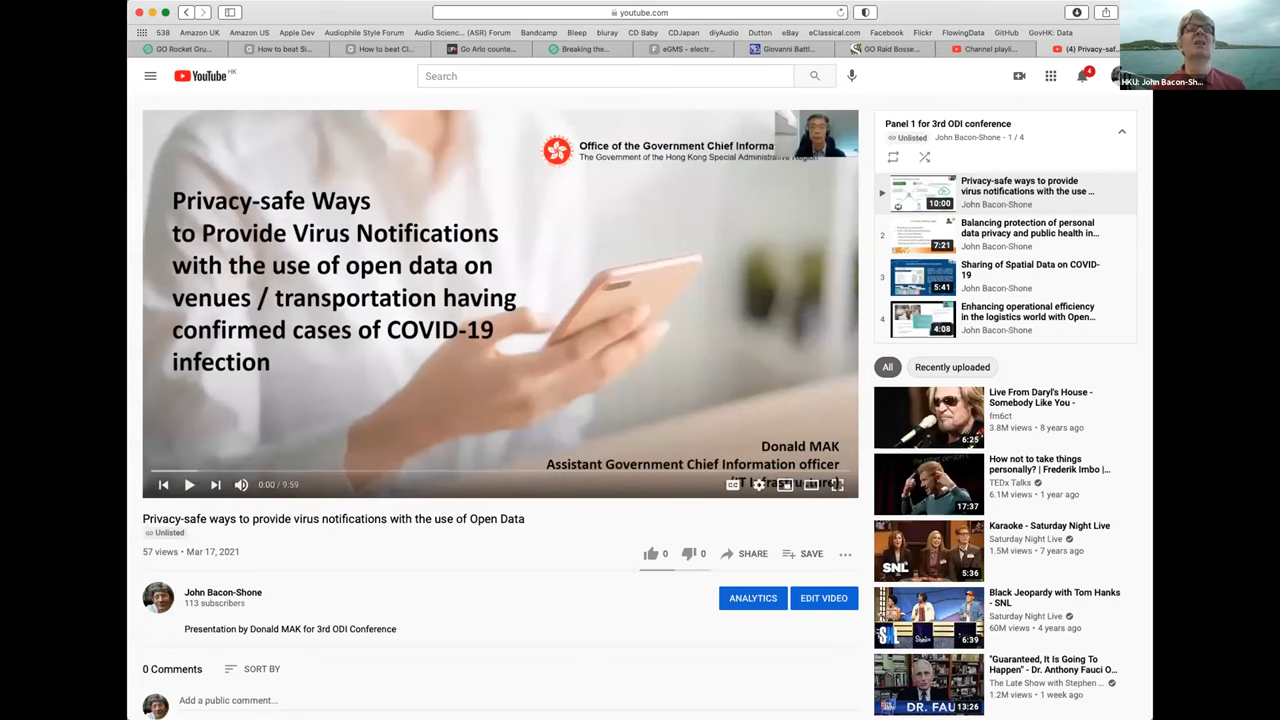 youtube.com
538 Amazon UK Amazon US Apple Dev Audiophile Style Forum Audio Scienc... (ASR) Forum Bandcamp Bleep bluray CD Baby CDJapan diyAudio Dutton eBay eClassical.com Facebook Flickr FlowingData GitHub GovHK: Data
GO Rocket Gru... How to beat Si... How to beat Cl... Go Arlo counte... Breaking the... eGMS - electr... Giovanni Battl... GO Raid Bosse... Channel playli... (4) Privacy-saf...
HKU: John Bacon-Sh...
YouTube HK
Search
4
Office of the Government Chief Informa
The Government of the Hong Kong Special Administrative Region
Privacy-safe Ways
to Provide Virus Notifications
with the use of open data on
venues / transportation having
confirmed cases of COVID-19
infection
Donald MAK
Assistant Government Chief Information officer
(IT Infrastructure)
0:00 / 9:59
CC
Privacy-safe ways to provide virus notifications with the use of Open Data
Unlisted
57 views • Mar 17, 2021
0 0 SHARE SAVE
John Bacon-Shone
113 subscribers
ANALYTICS EDIT VIDEO
Presentation by Donald MAK for 3rd ODI Conference
0 Comments SORT BY
Add a public comment...
Panel 1 for 3rd ODI conference
Unlisted John Bacon-Shone - 1 / 4
Privacy-safe ways to provide
virus notifications with the use ...
John Bacon-Shone
10:00
2
Balancing protection of personal
data privacy and public health in...
John Bacon-Shone
7:21
3
Sharing of Spatial Data on COVID-
19
John Bacon-Shone
5:41
4
Enhancing operational efficiency
in the logistics world with Open...
John Bacon-Shone
4:08
All Recently uploaded
Live From Daryl's House -
Somebody Like You -
fm6ct
3.8M views • 8 years ago
6:25
How not to take things
personally? | Frederik Imbo |...
TEDx Talks
6.1M views • 1 year ago
17:37
Karaoke - Saturday Night Live
Saturday Night Live
1.5M views • 7 years ago
SNL
5:36
Black Jeopardy with Tom Hanks
- SNL
Saturday Night Live
60M views • 4 years ago
6:39
"Guaranteed, It Is Going To
Happen" - Dr. Anthony Fauci O...
The Late Show with Stephen ...
1.2M views • 1 week ago
DR. FAU
13:26